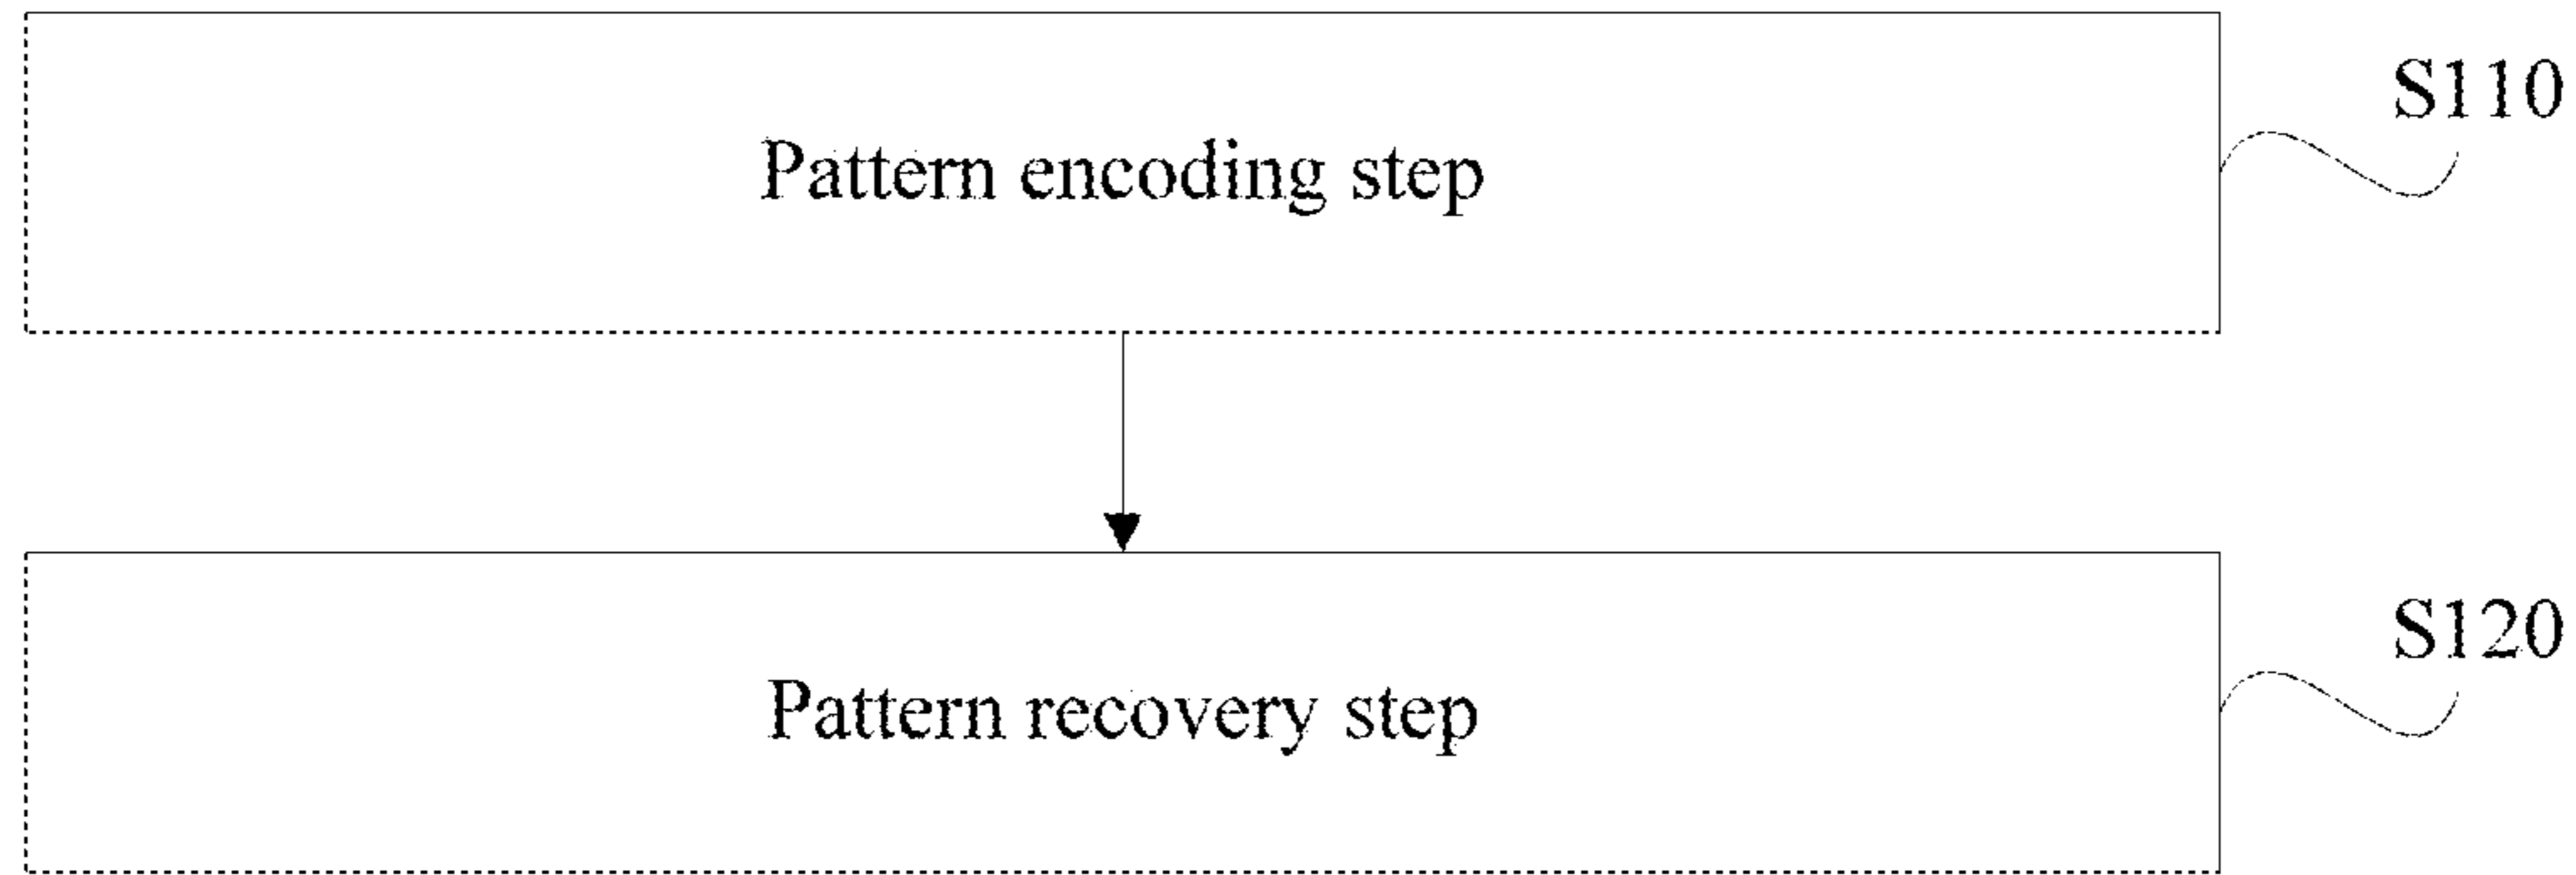 S110
Pattern encoding step
S120
Pattern recovery step